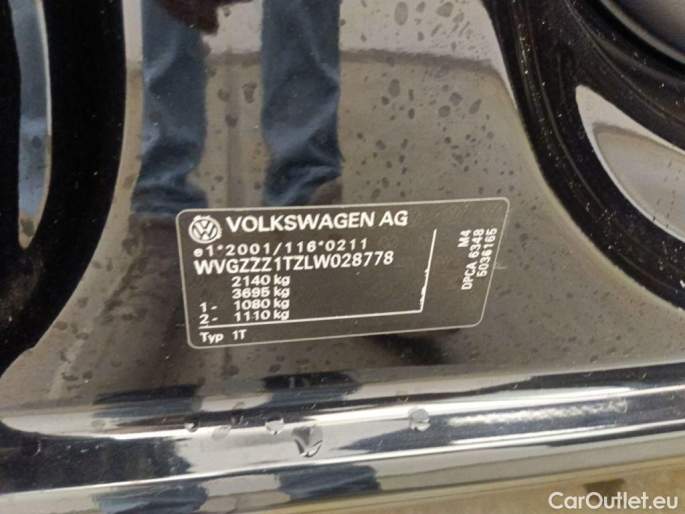 VOLKSWAGEN AG
e1*2001/116*0211
WVGZZZ1TZLW028778
2140 kg
3695 kg
1- 1080 kg
2- 1110 kg
Typ 1T
M4
DPCA 6348
5036165
CarOutlet.eu